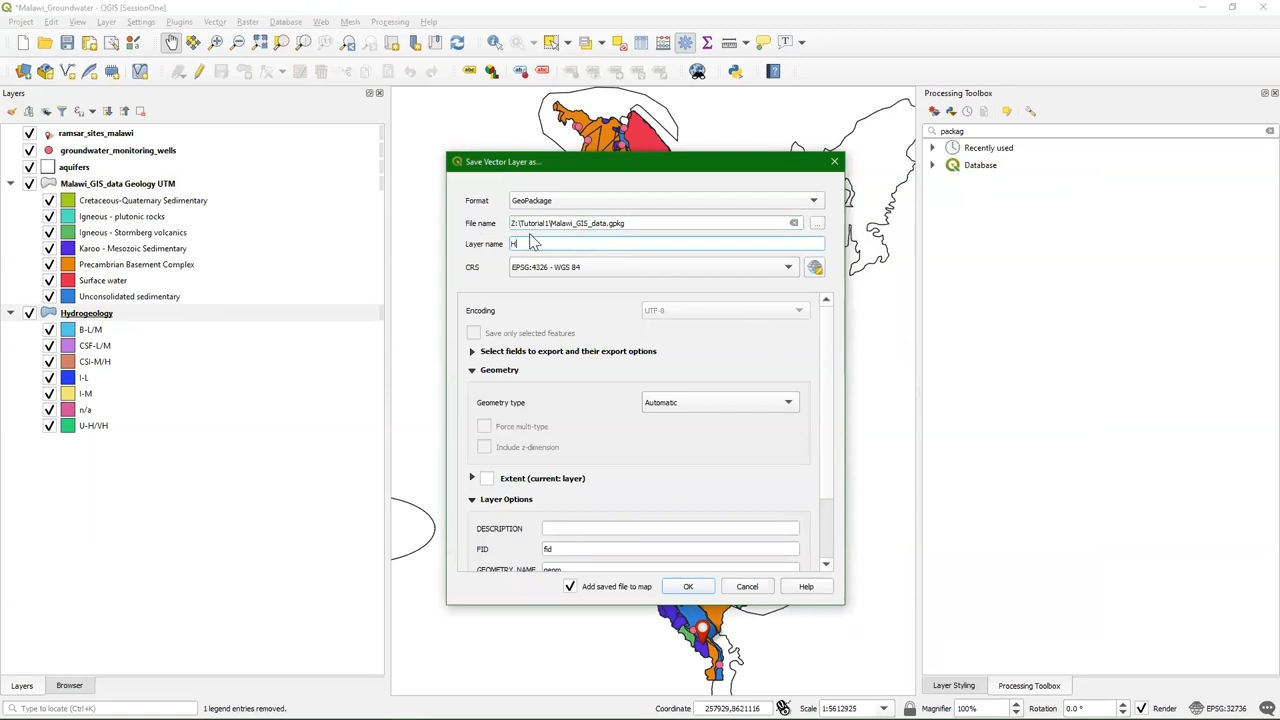 *Malawi_Groundwater - QGIS [SessionOne]
Project Edit View Layer Settings Plugins Vector Raster Database Web Mesh Processing Help
Layers
ramsar_sites_malawi
groundwater_monitoring_wells
aquifers
Malawi_GIS_data Geology UTM
Cretaceous-Quaternary Sedimentary
Igneous - plutonic rocks
Igneous - Stormberg volcanics
Karoo - Mesozoic Sedimentary
Precambrian Basement Complex
Surface water
Unconsolidated sedimentary
Hydrogeology
B-L/M
CSF-L/M
CSI-M/H
I-L
I-M
n/a
U-H/VH
Layers Browser
Save Vector Layer as...
Format GeoPackage
File name Z:\Tutorial1\Malawi_GIS_data.gpkg ...
Layer name H
CRS EPSG:4326 - WGS 84
Encoding UTF-8
Save only selected features
Select fields to export and their export options
Geometry
Geometry type Automatic
Force multi-type
Include z-dimension
Extent (current: layer)
Layer Options
DESCRIPTION
FID fid
GEOMETRY_NAME geom
Add saved file to map OK Cancel Help
Processing Toolbox
packag
Recently used
Database
Layer Styling Processing Toolbox
Type to locate (Ctrl+K) 1 legend entries removed. Coordinate 257929,8621116 Scale 1:5612925 Magnifier 100% Rotation 0.0 ° Render EPSG:32736